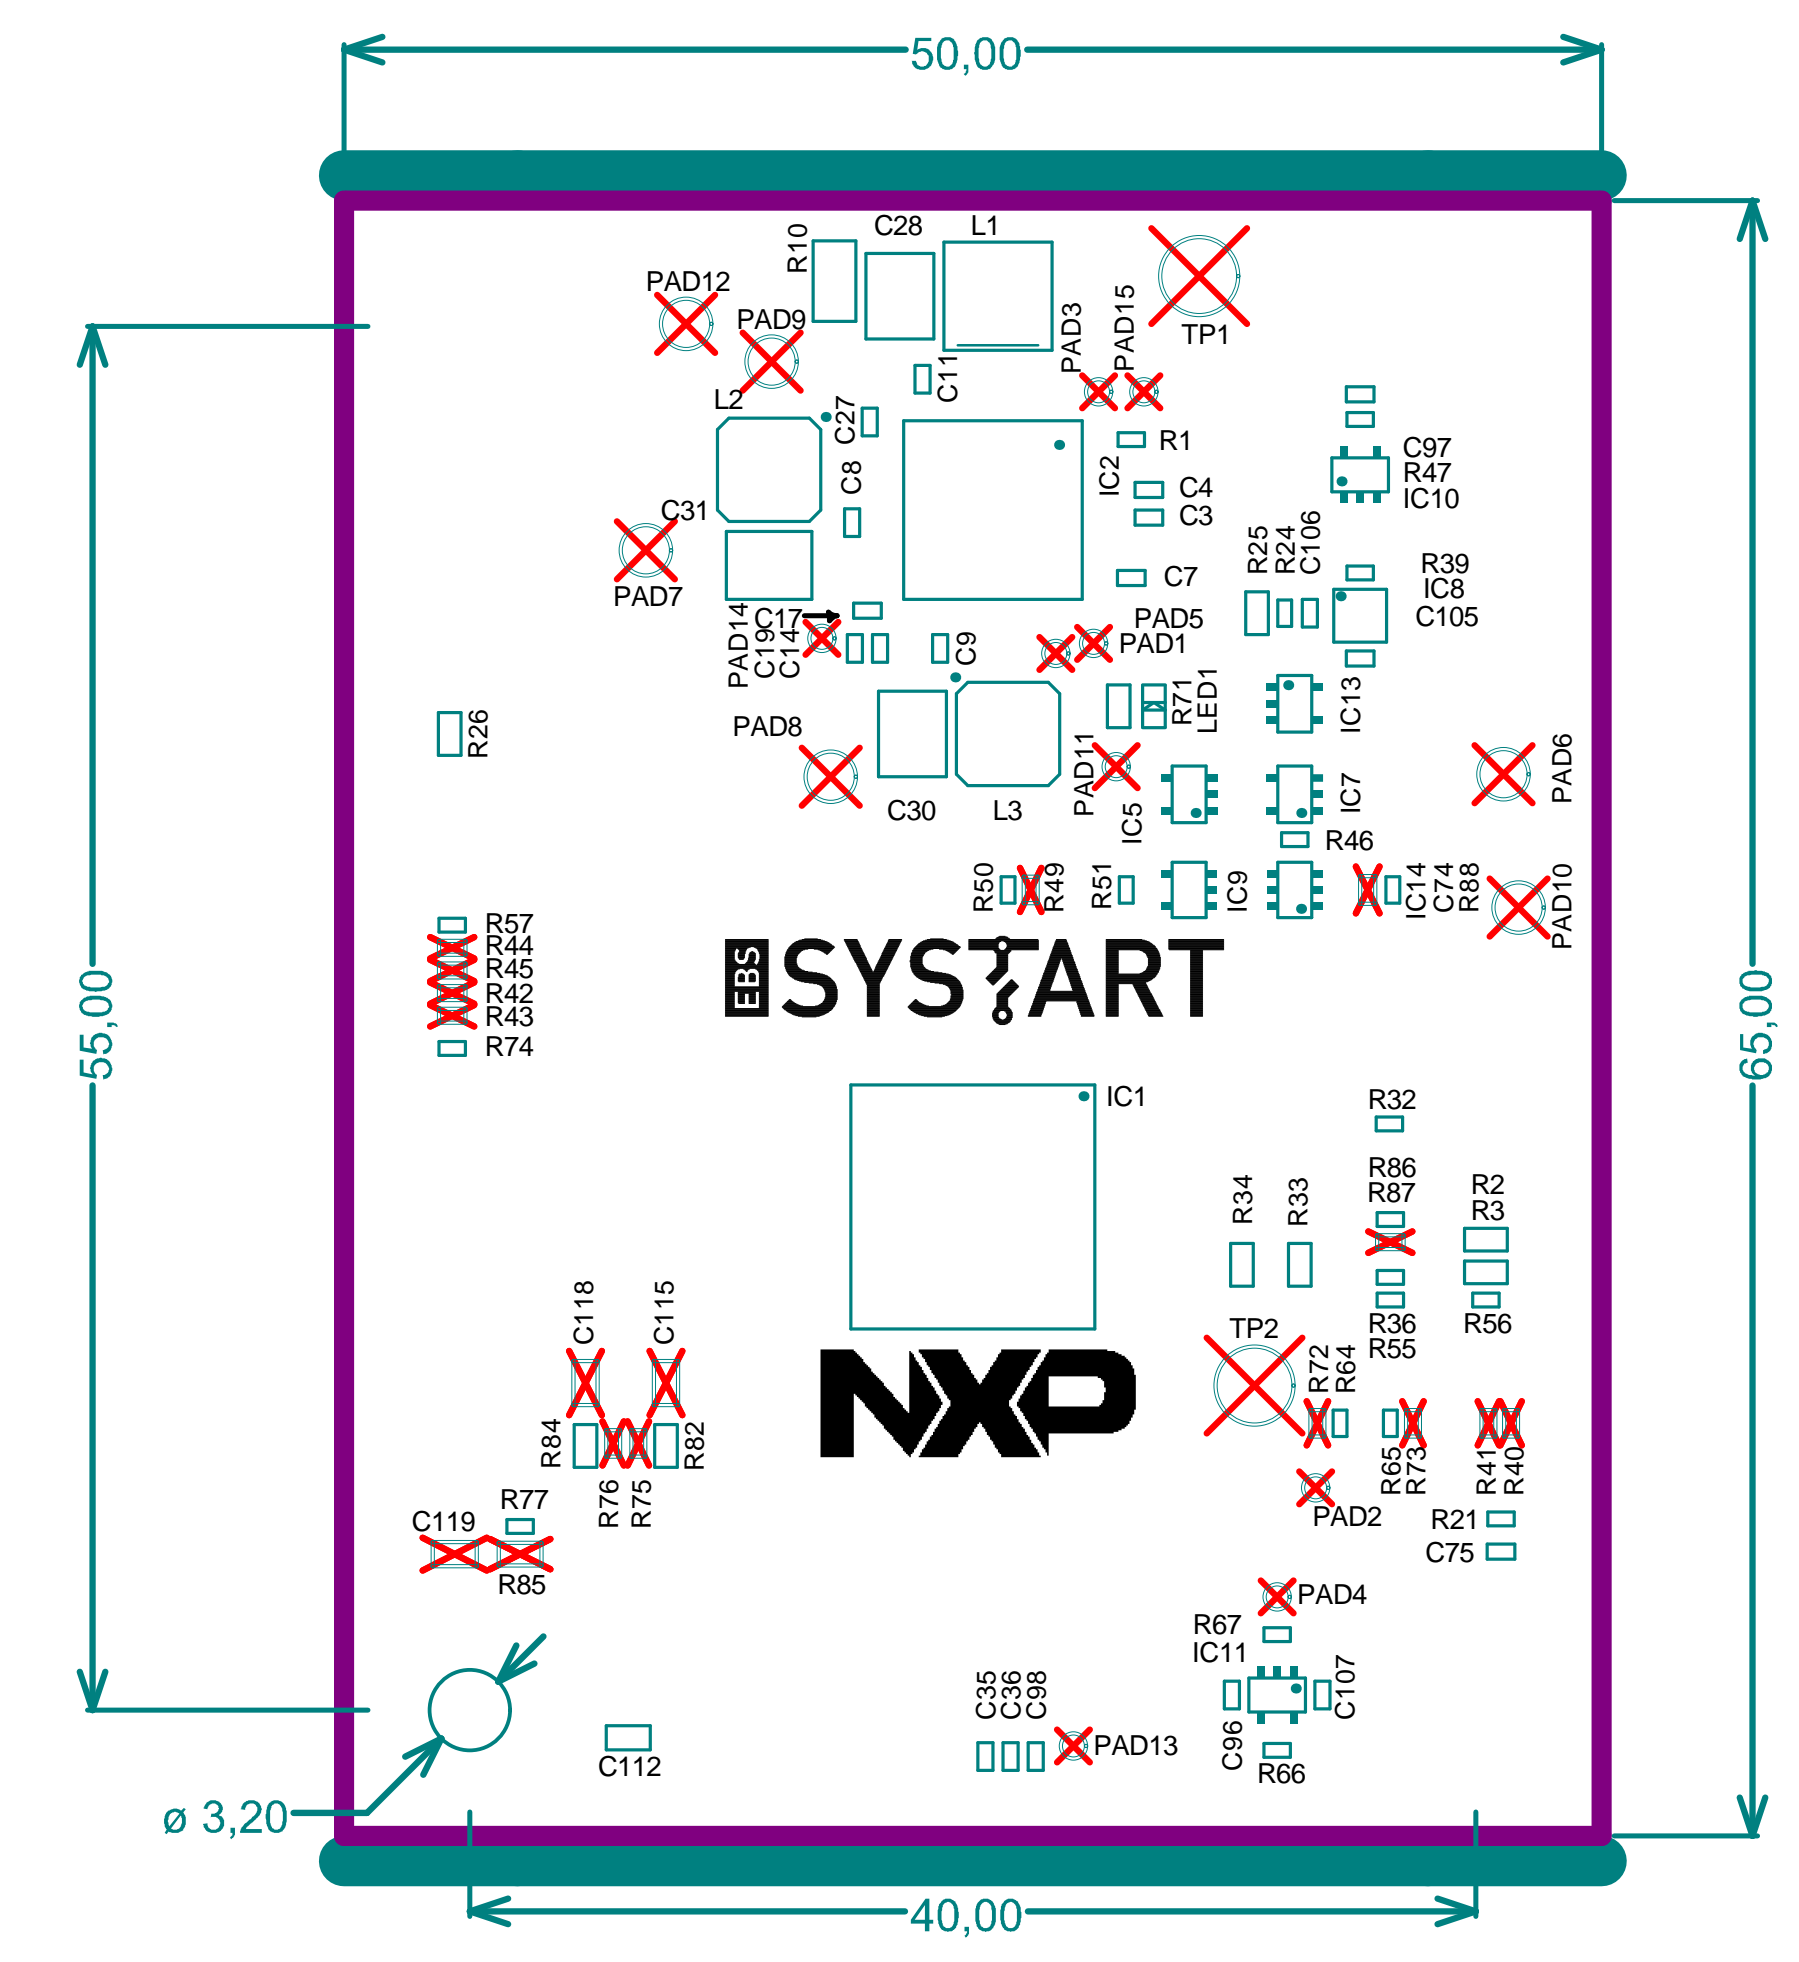 50,00
R10
C28
L1
PAD12
PAD9
PAD3
PAD15
TP1
C11
L2
C27
R1
IC2
C97
R47
IC10
C8
C4
C3
C31
R25
R24
C106
R39
IC8
C105
C7
PAD7
PAD14
C17
C19
C14
C9
PAD5
PAD1
R71
LED1
IC13
R26
PAD8
PAD11
C30
L3
IC5
IC7
PAD6
R46
R50
R49
R51
IC9
IC14
C74
R88
PAD10
R57
R44
R45
R42
R43
R74
EBS SYSTART
55,00
65,00
IC1
R32
R86
R87
R2
R3
R34
R33
R36
R55
R56
C118
C115
TP2
R72
R64
NXP
R84
R82
R76
R75
R65
R73
R41
R40
PAD2
R77
C119
R85
R21
C75
PAD4
R67
IC11
C35
C36
C98
C107
C96
PAD13
R66
C112
ø 3,20
40,00